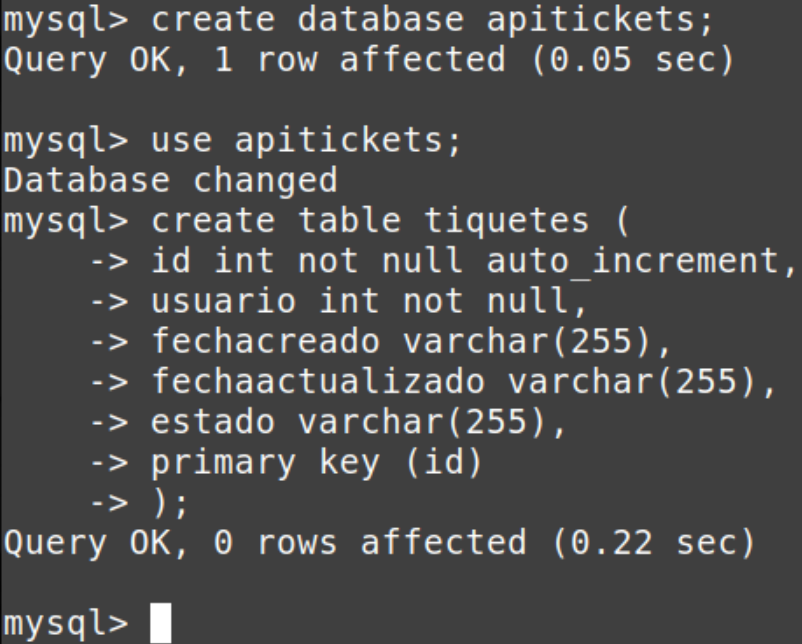 mysql> create database apitickets;
Query OK, 1 row affected (0.05 sec)

mysql> use apitickets;
Database changed
mysql> create table tiquetes (
    -> id int not null auto_increment,
    -> usuario int not null,
    -> fechacreado varchar(255),
    -> fechaactualizado varchar(255),
    -> estado varchar(255),
    -> primary key (id)
    -> );
Query OK, 0 rows affected (0.22 sec)

mysql>